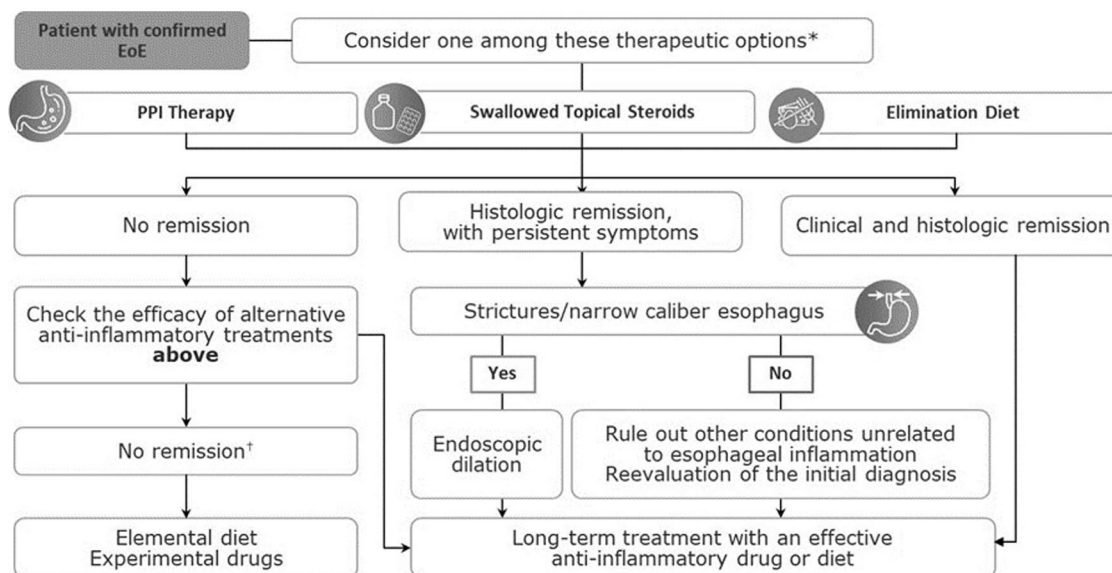 Patient with confirmed
EoE
Consider one among these therapeutic options*
PPI Therapy
Swallowed Topical Steroids
Elimination Diet
No remission
Histologic remission,
with persistent symptoms
Clinical and histologic remission
Check the efficacy of alternative
anti-inflammatory treatments
above
Strictures/narrow caliber esophagus
Yes
No
No remission†
Endoscopic
dilation
Rule out other conditions unrelated
to esophageal inflammation
Reevaluation of the initial diagnosis
Elemental diet
Experimental drugs
Long-term treatment with an effective
anti-inflammatory drug or diet